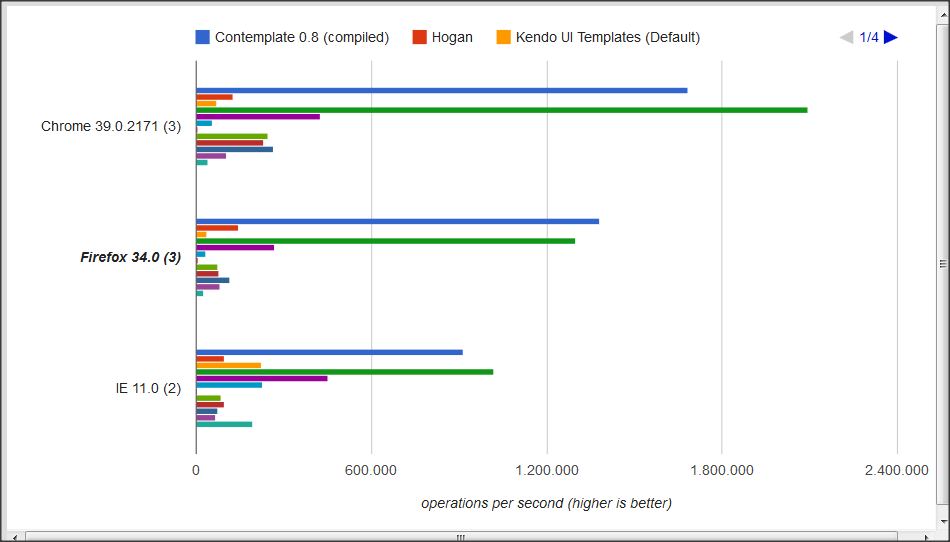 Contemplate 0.8 (compiled) Hogan Kendo UI Templates (Default) 1/4
Chrome 39.0.2171 (3)
Firefox 34.0 (3)
IE 11.0 (2)
0 600.000 1.200.000 1.800.000 2.400.000
operations per second (higher is better)